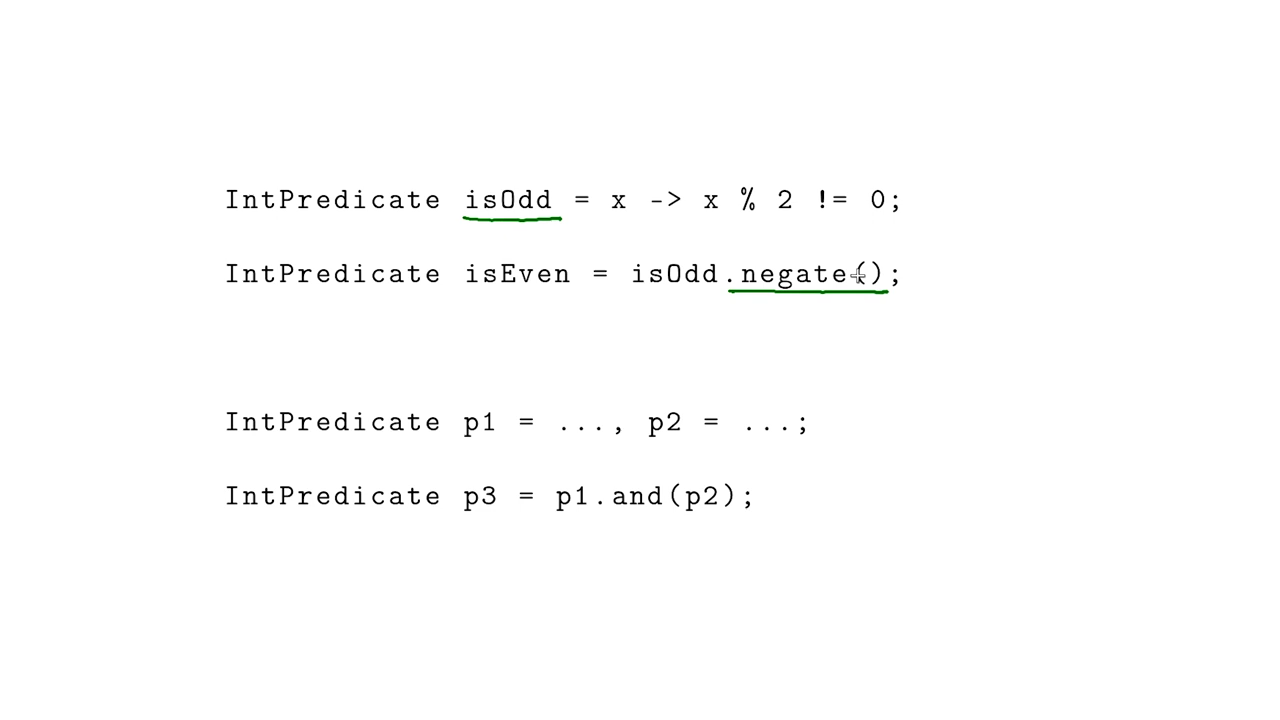 IntPredicate isOdd = x -> x % 2 != 0;
IntPredicate isEven = isOdd.negate();
IntPredicate p1 = ..., p2 = ...;
IntPredicate p3 = p1.and(p2);